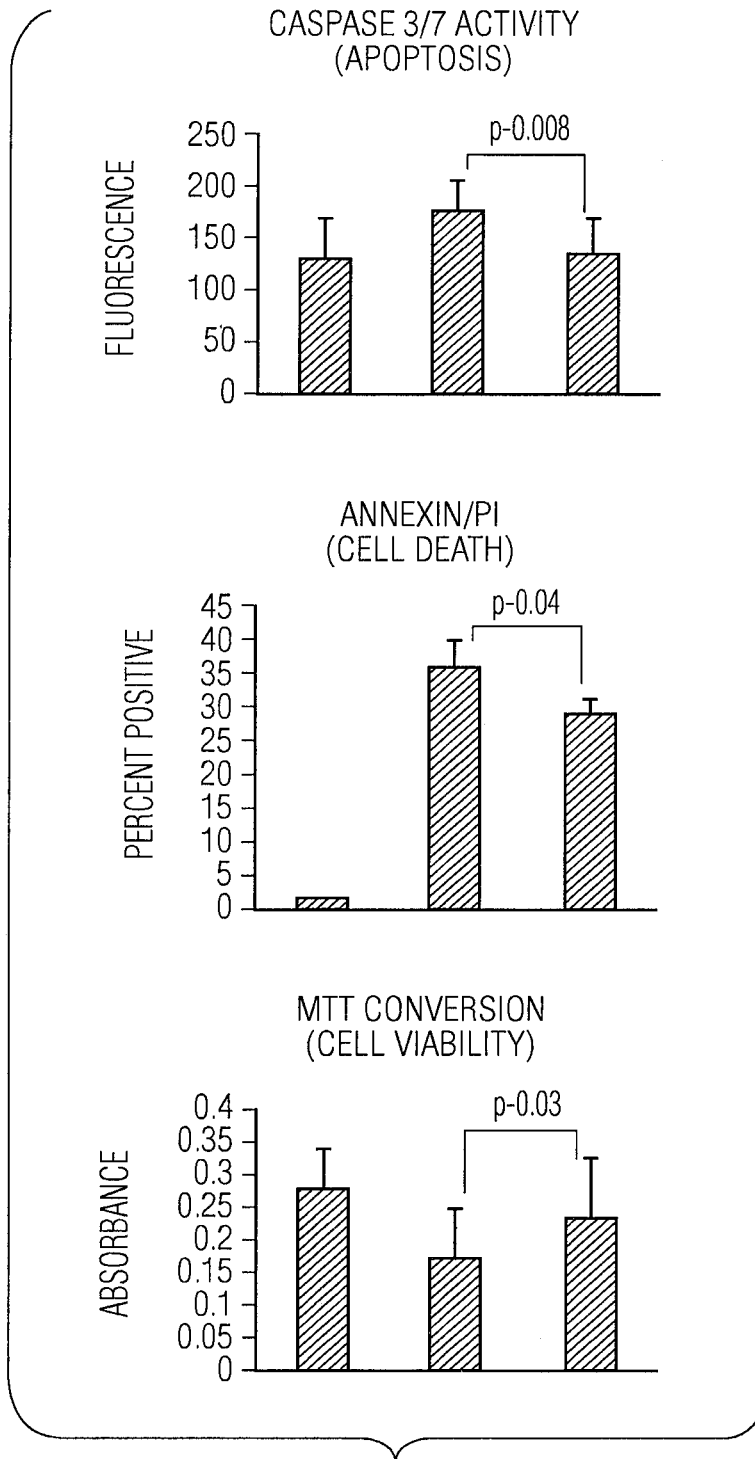 CASPASE 3/7 ACTIVITY
(APOPTOSIS)
p-0.008
FLUORESCENCE
250
200
150
100
50
0
ANNEXIN/PI
(CELL DEATH)
p-0.04
PERCENT POSITIVE
45
40
35
30
25
20
15
10
5
0
MTT CONVERSION
(CELL VIABILITY)
p-0.03
ABSORBANCE
0.4
0.35
0.3
0.25
0.2
0.15
0.1
0.05
0